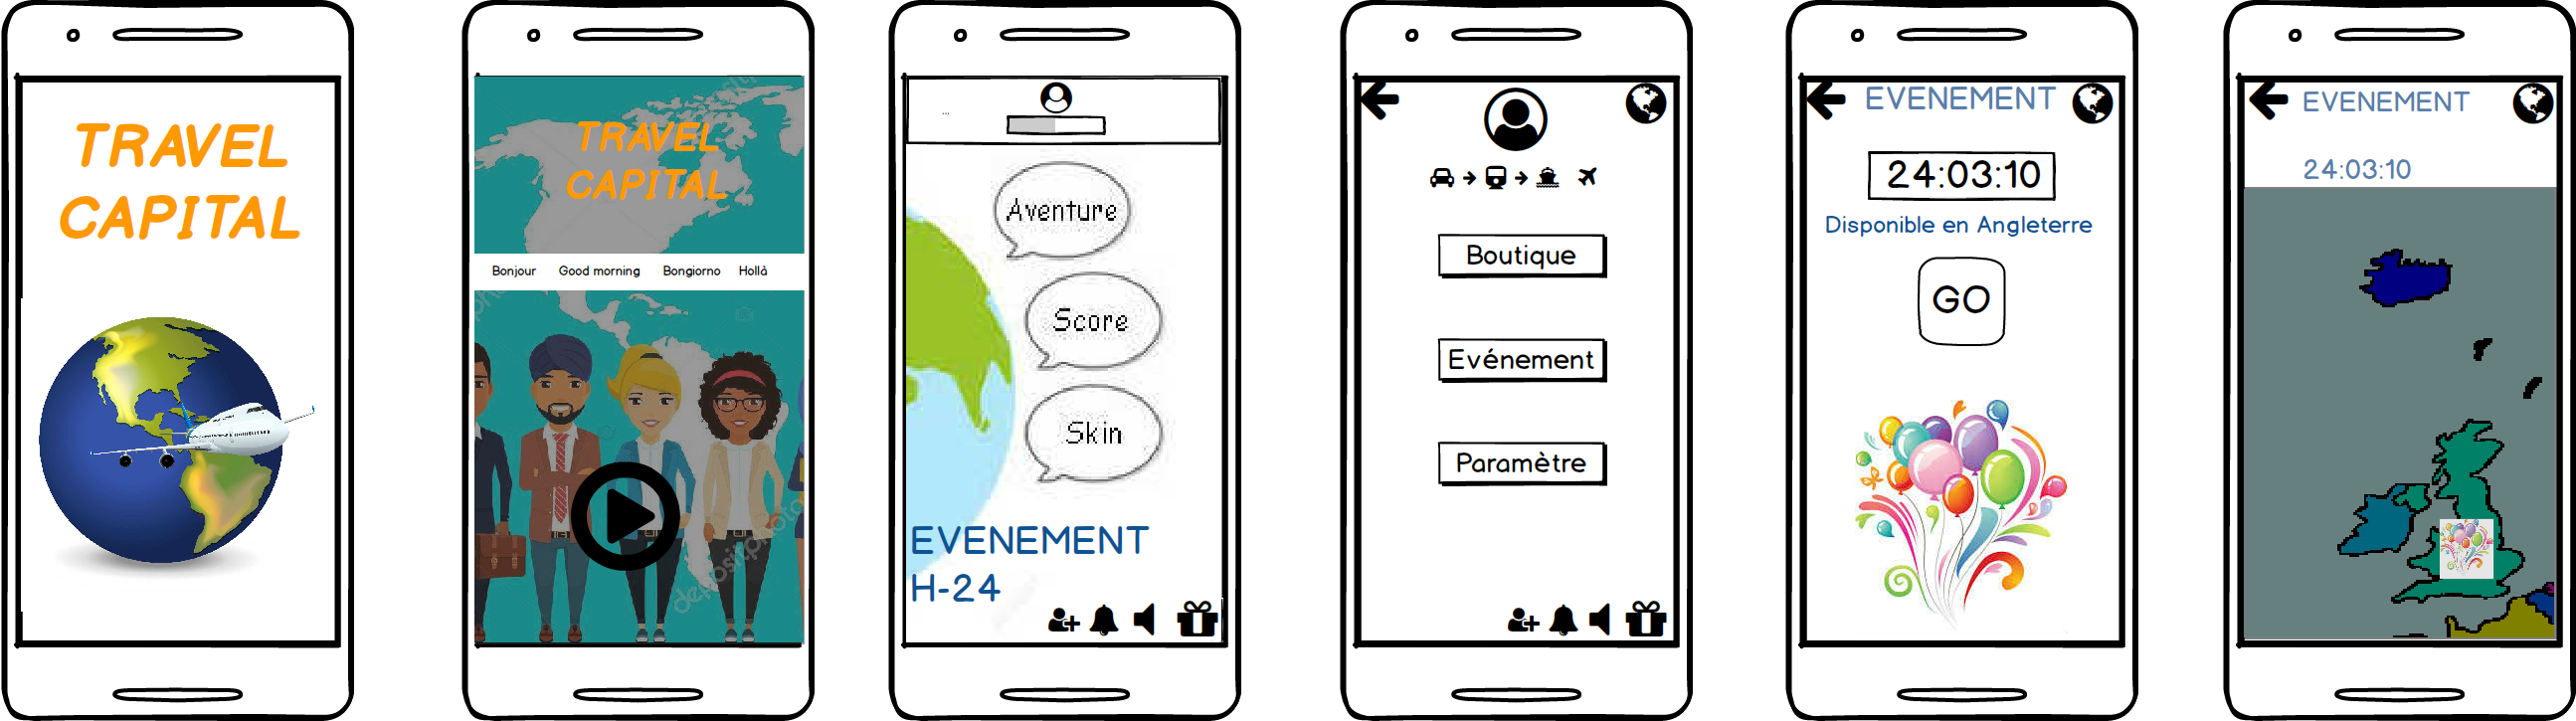 TRAVEL
CAPITAL
TRAVEL
CAPITAL
Bonjour Good morning Bongiorno Hollà
depositphotos
...
Aventure
Score
Skin
EVENEMENT
H-24
Boutique
Evénement
Paramètre
EVENEMENT
24:03:10
Disponible en Angleterre
GO
EVENEMENT
24:03:10